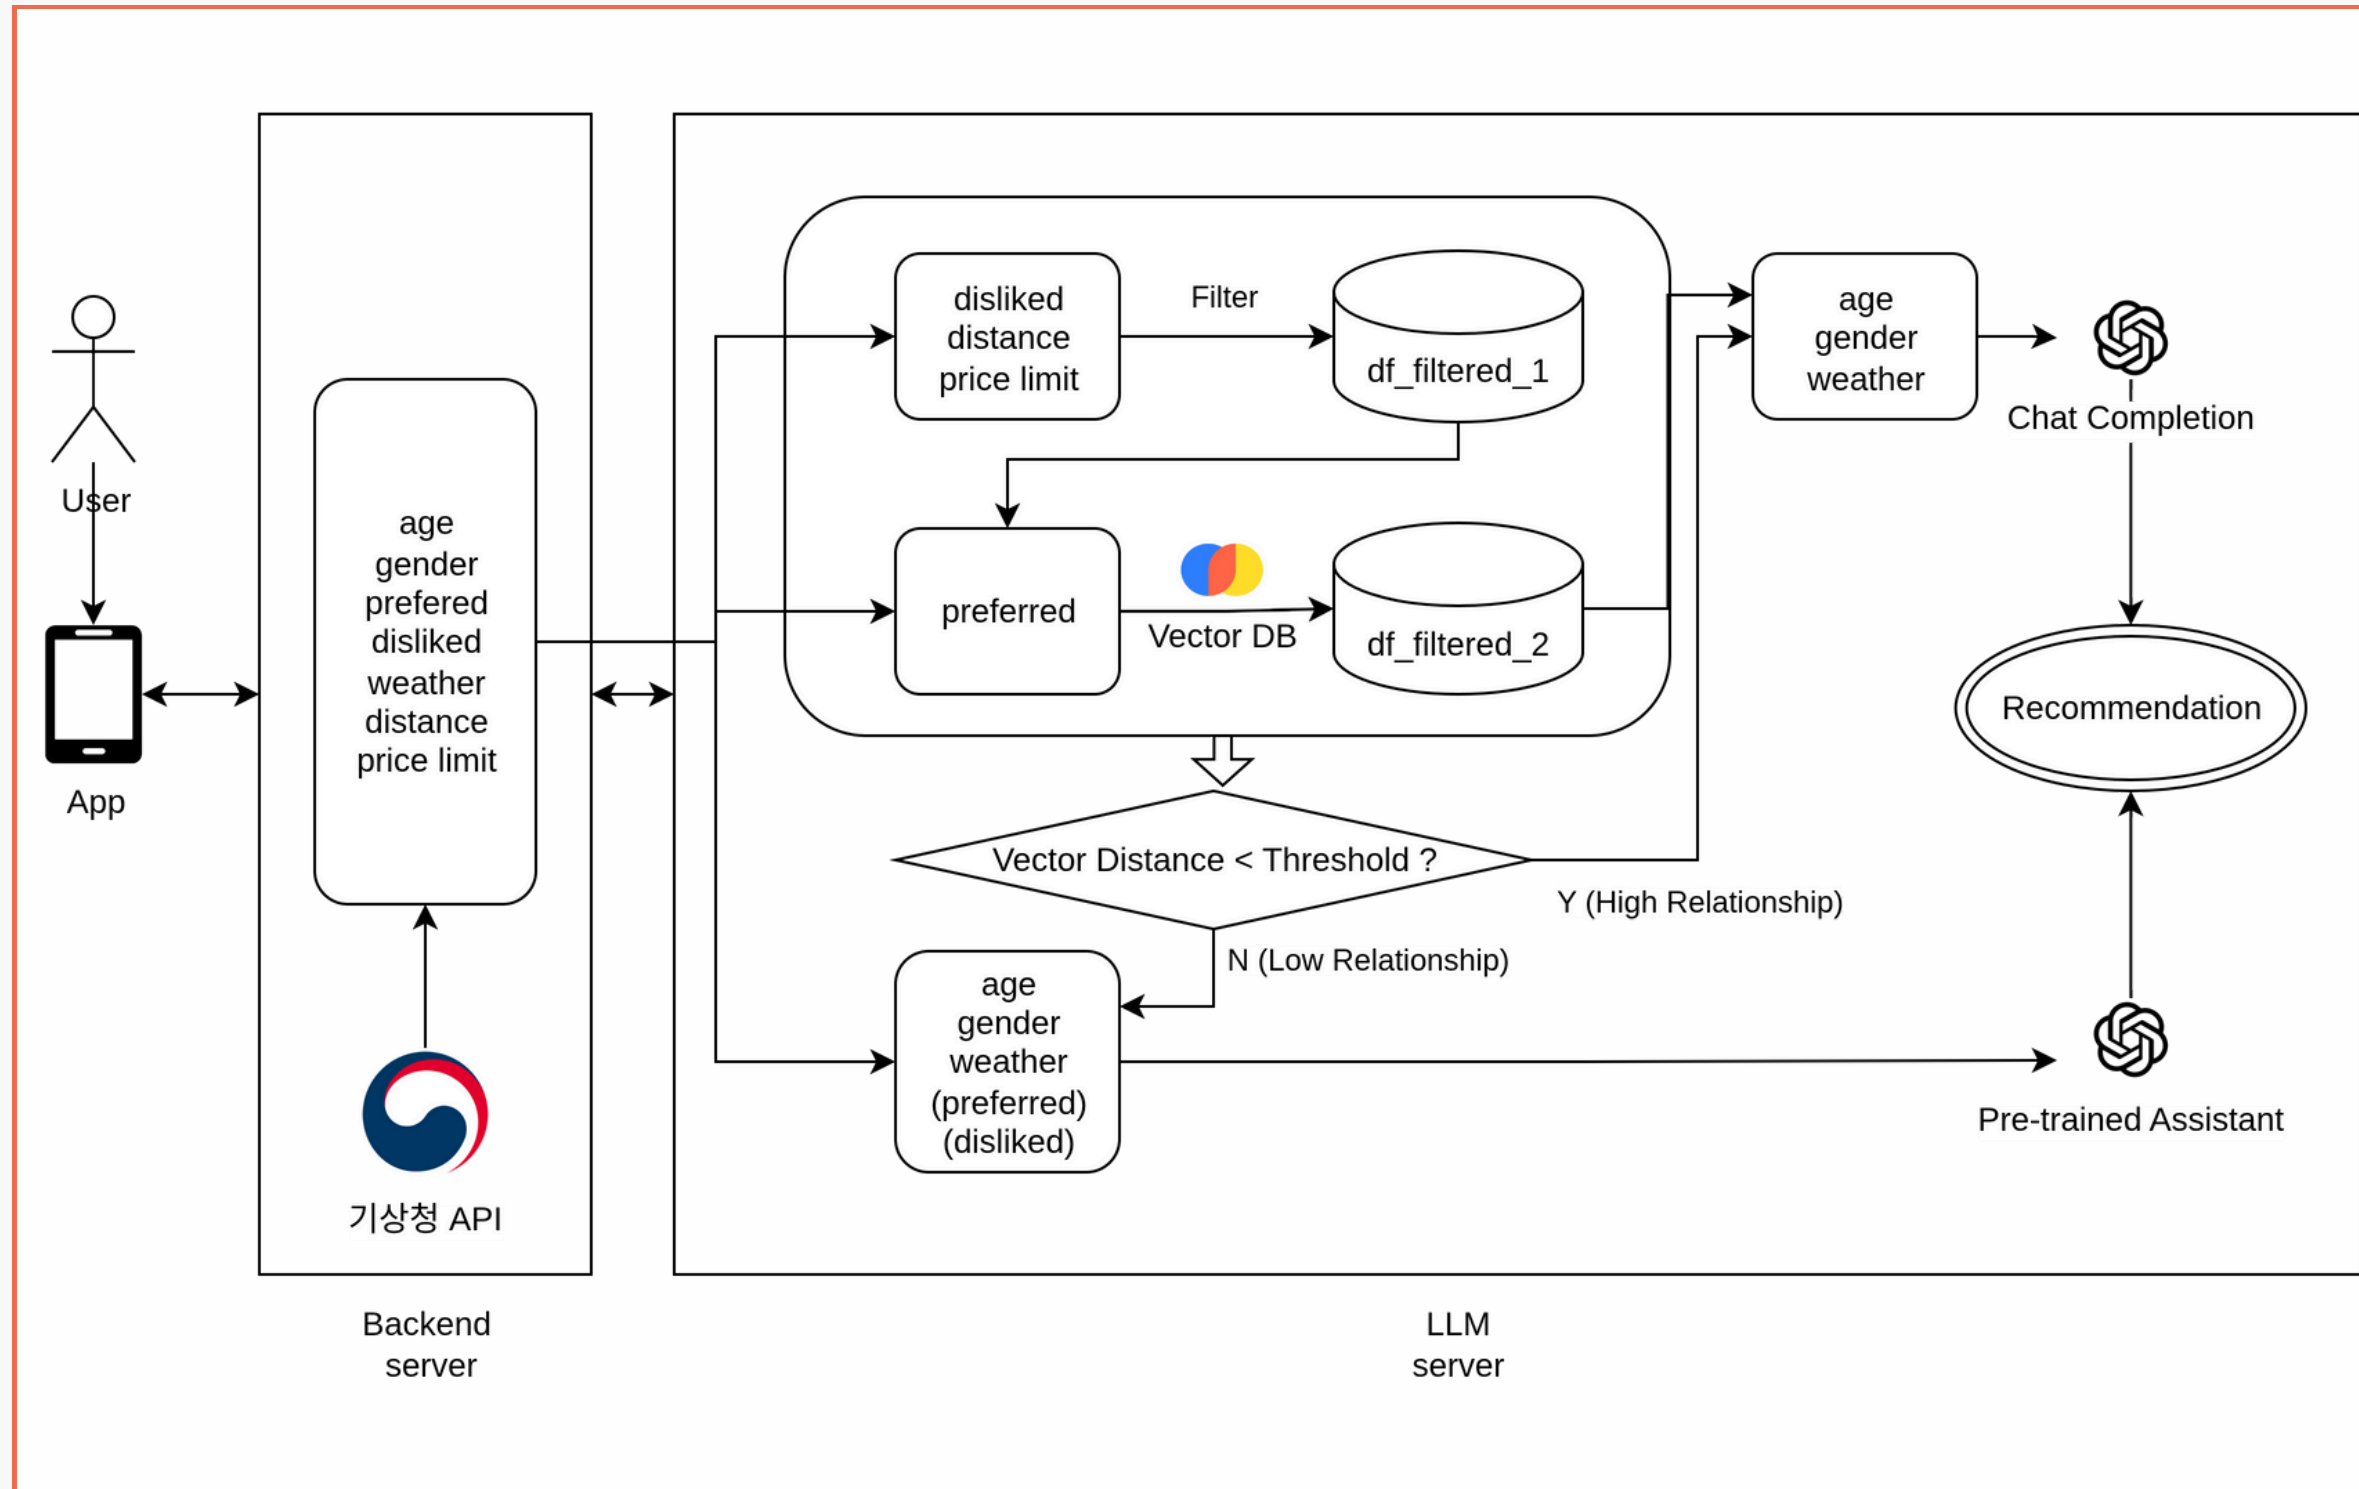 User
App
age
gender
prefered
disliked
weather
distance
price limit
기상청 API
Backend
server
disliked
distance
price limit
Filter
df_filtered_1
preferred
Vector DB
df_filtered_2
Vector Distance < Threshold ?
Y (High Relationship)
N (Low Relationship)
age
gender
weather
(preferred)
(disliked)
age
gender
weather
Chat Completion
Recommendation
Pre-trained Assistant
LLM
server